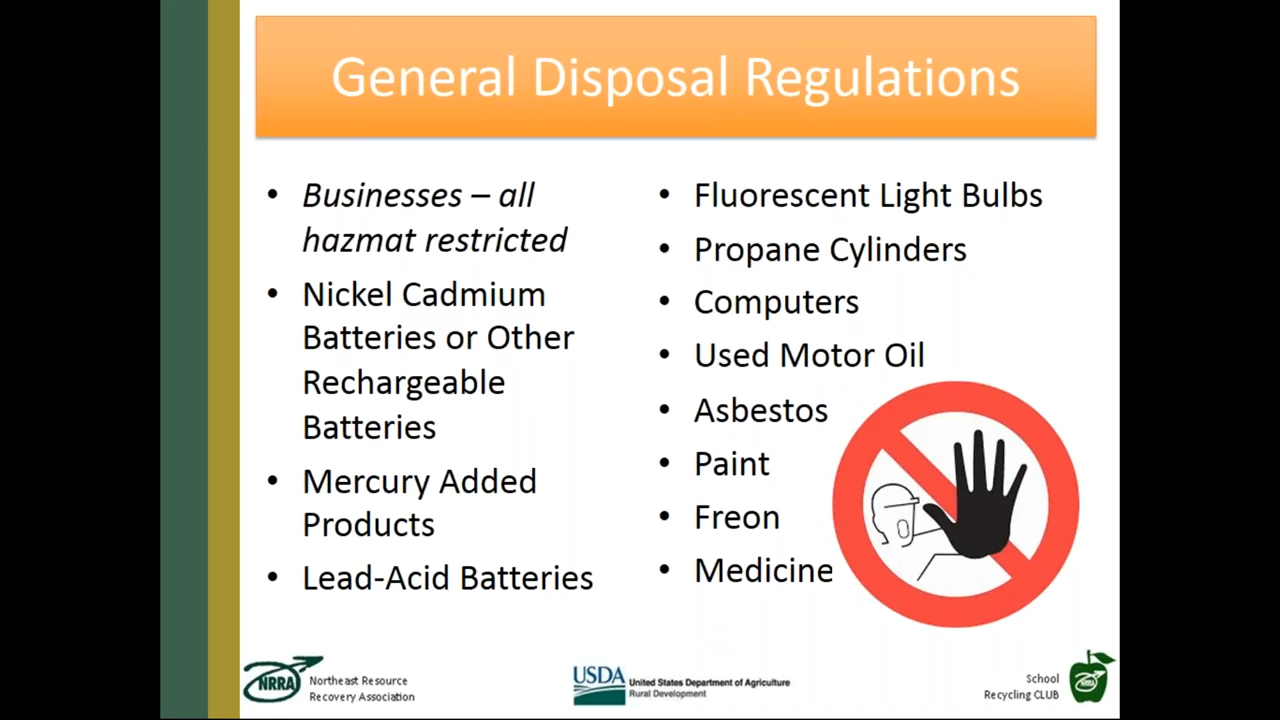 General Disposal Regulations
• Businesses – all
hazmat restricted
• Nickel Cadmium
Batteries or Other
Rechargeable
Batteries
• Mercury Added
Products
• Lead-Acid Batteries
• Fluorescent Light Bulbs
• Propane Cylinders
• Computers
• Used Motor Oil
• Asbestos
• Paint
• Freon
• Medicine
NRRA
Northeast Resource
Recovery Association
USDA
United States Department of Agriculture
Rural Development
School
Recycling CLUB
NRRA